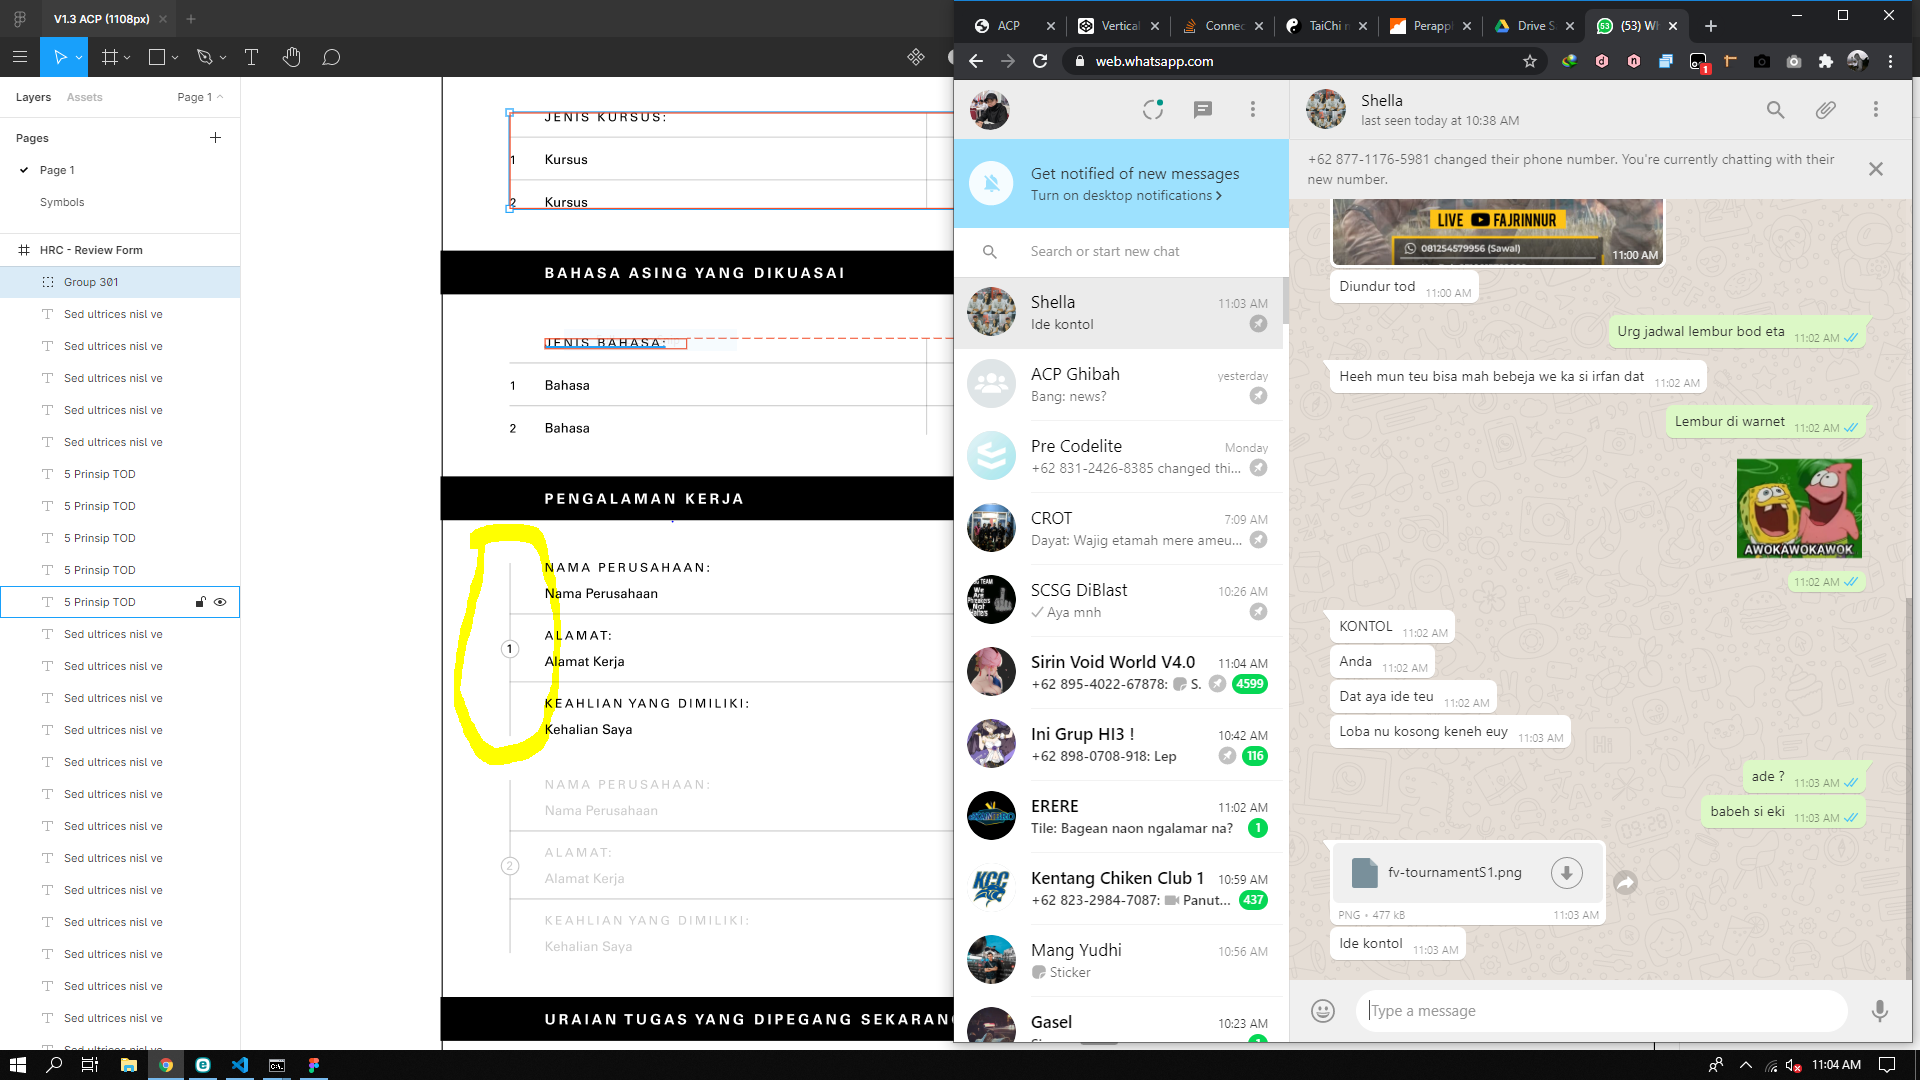 V1.3 ACP (1108px)
Layers
Assets
Page 1
Pages
Page 1
Symbols
HRC - Review Form
Group 301
Sed ultrices nisl ve
Sed ultrices nisl ve
Sed ultrices nisl ve
Sed ultrices nisl ve
Sed ultrices nisl ve
5 Prinsip TOD
5 Prinsip TOD
5 Prinsip TOD
5 Prinsip TOD
5 Prinsip TOD
Sed ultrices nisl ve
Sed ultrices nisl ve
Sed ultrices nisl ve
Sed ultrices nisl ve
Sed ultrices nisl ve
Sed ultrices nisl ve
Sed ultrices nisl ve
Sed ultrices nisl ve
Sed ultrices nisl ve
Sed ultrices nisl ve
Sed ultrices nisl ve
Sed ultrices nisl ve
Sed ultrices nisl ve
JENIS KURSUS:
1 Kursus
2 Kursus
BAHASA ASING YANG DIKUASAI
JENIS BAHASA:
1 Bahasa
2 Bahasa
PENGALAMAN KERJA
NAMA PERUSAHAAN:
Nama Perusahaan
1
ALAMAT:
Alamat Kerja
KEAHLIAN YANG DIMILIKI:
Kehalian Saya
NAMA PERUSAHAAN:
Nama Perusahaan
2
ALAMAT:
Alamat Kerja
KEAHLIAN YANG DIMILIKI:
Kehalian Saya
URAIAN TUGAS YANG DIPEGANG SEKARANG
ACP
Vertical
Connec
TaiChi n
Perappl
Drive S
(53) Wh
web.whatsapp.com
1
Get notified of new messages
Turn on desktop notifications
Search or start new chat
Shella 11:03 AM
Ide kontol
ACP Ghibah yesterday
Bang: news?
Pre Codelite Monday
+62 831-2426-8385 changed thi...
CROT 7:09 AM
Dayat: Wajig etamah mere ameu...
SCSG DiBlast 10:26 AM
Aya mnh
Sirin Void World V4.0 11:04 AM
+62 895-4022-67878: S. 4599
Ini Grup HI3 ! 10:42 AM
+62 898-0708-918: Lep 116
ERERE 11:02 AM
Tile: Bagean naon ngalamar na? 1
Kentang Chiken Club 1 10:59 AM
+62 823-2984-7087: Panut... 437
Mang Yudhi 10:56 AM
Sticker
Gasel 10:23 AM
Shella
last seen today at 10:38 AM
+62 877-1176-5981 changed their phone number. You're currently chatting with their
new number.
LIVE FAJRINNUR
081254579956 (Sawal)
11:00 AM
Diundur tod 11:00 AM
Urg jadwal lembur bod eta 11:02 AM
Heeh mun teu bisa mah bebeja we ka si irfan dat 11:02 AM
Lembur di warnet 11:02 AM
AWOKAWOKAWOK
11:02 AM
KONTOL 11:02 AM
Anda 11:02 AM
Dat aya ide teu 11:02 AM
Loba nu kosong keneh euy 11:03 AM
ade ? 11:03 AM
babeh si eki 11:03 AM
fv-tournamentS1.png
PNG • 477 kB 11:03 AM
Ide kontol 11:03 AM
Type a message
11:04 AM